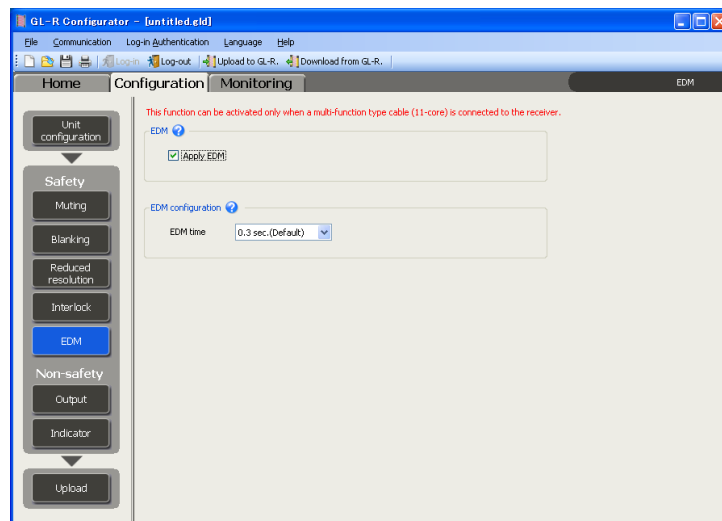 GL-R Configurator - [untitled.gld]
File Communication Log-in Authentication Language Help
Log-in Log-out Upload to GL-R. Download from GL-R.
Home Configuration Monitoring EDM
This function can be activated only when a multi-function type cable (11-core) is connected to the receiver.
Unit
configuration
EDM ?
Apply EDM
Safety
Muting
EDM configuration ?
EDM time 0.3 sec.(Default)
Blanking
Reduced
resolution
Interlock
EDM
Non-safety
Output
Indicator
Upload